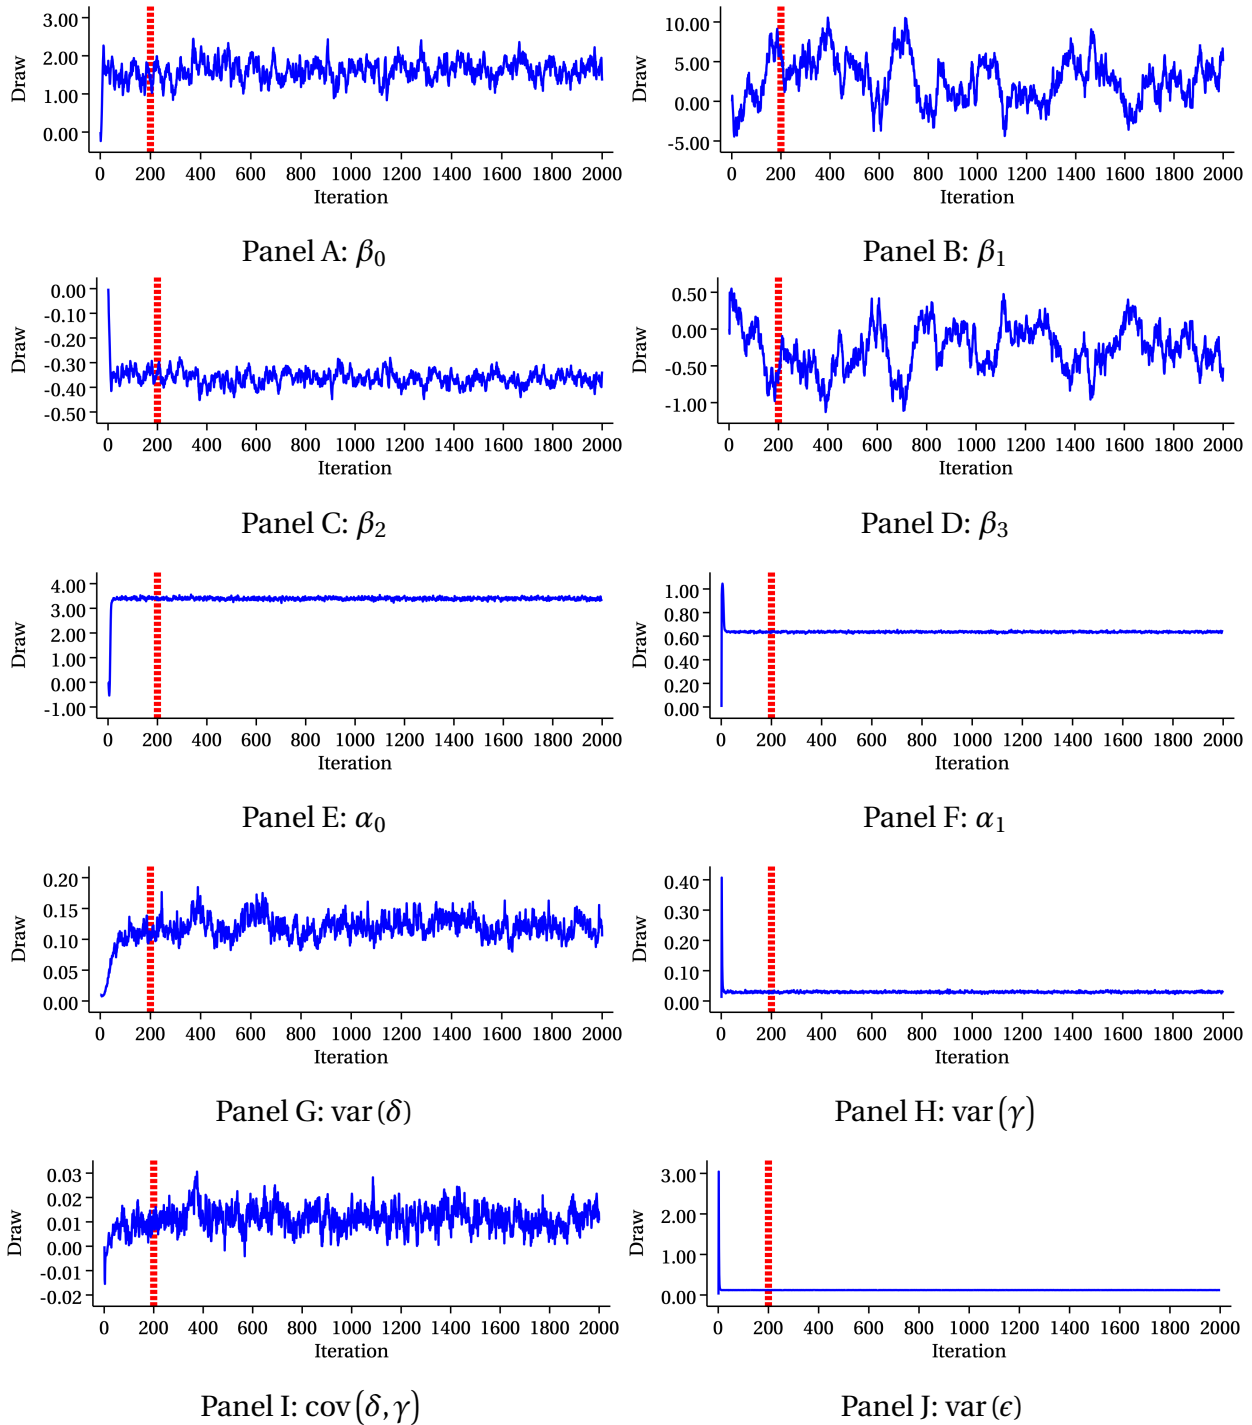 3.00
2.00
1.00
0.00
Draw
0 200 400 600 800 1000 1200 1400 1600 1800 2000
Iteration
Panel A: β0
10.00
5.00
0.00
-5.00
Draw
0 200 400 600 800 1000 1200 1400 1600 1800 2000
Iteration
Panel B: β1
0.00
-0.10
-0.20
-0.30
-0.40
-0.50
Draw
0 200 400 600 800 1000 1200 1400 1600 1800 2000
Iteration
Panel C: β2
0.50
0.00
-0.50
-1.00
Draw
0 200 400 600 800 1000 1200 1400 1600 1800 2000
Iteration
Panel D: β3
4.00
3.00
2.00
1.00
0.00
-1.00
Draw
0 200 400 600 800 1000 1200 1400 1600 1800 2000
Iteration
Panel E: α0
1.00
0.80
0.60
0.40
0.20
0.00
Draw
0 200 400 600 800 1000 1200 1400 1600 1800 2000
Iteration
Panel F: α1
0.20
0.15
0.10
0.05
0.00
Draw
0 200 400 600 800 1000 1200 1400 1600 1800 2000
Iteration
Panel G: var(δ)
0.40
0.30
0.20
0.10
0.00
Draw
0 200 400 600 800 1000 1200 1400 1600 1800 2000
Iteration
Panel H: var(γ)
0.03
0.02
0.01
0.00
-0.01
-0.02
Draw
0 200 400 600 800 1000 1200 1400 1600 1800 2000
Iteration
Panel I: cov(δ,γ)
3.00
2.00
1.00
0.00
Draw
0 200 400 600 800 1000 1200 1400 1600 1800 2000
Iteration
Panel J: var(ϵ)